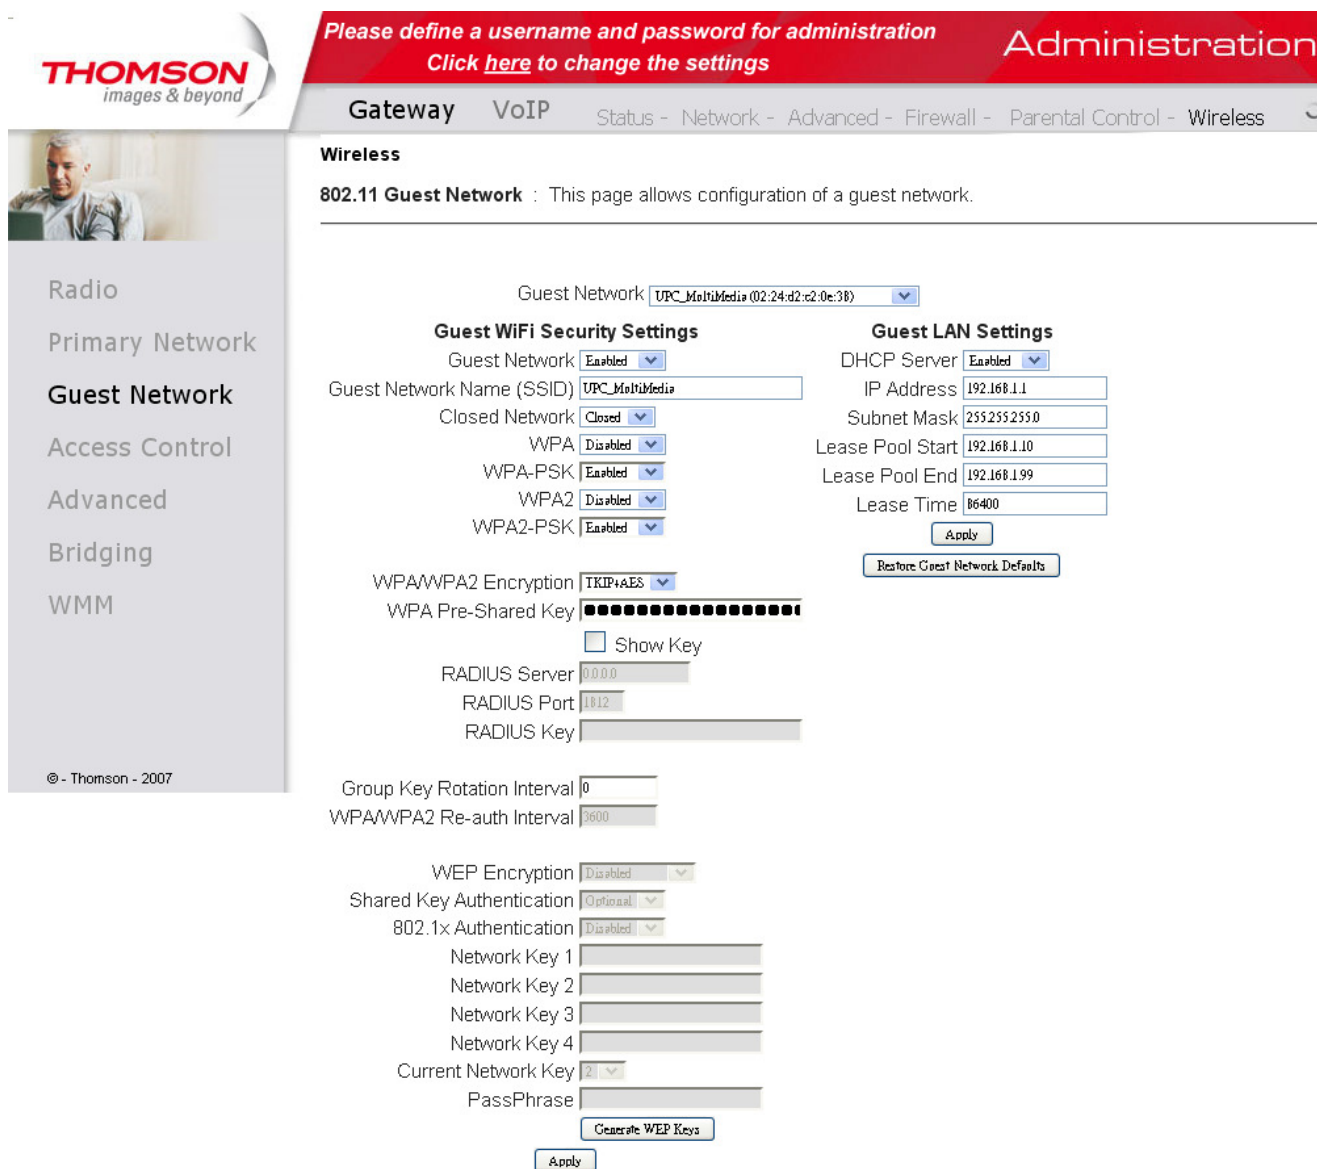 Please define a username and password for administration
Click here to change the settings
Administration
THOMSON
images & beyond
Gateway VoIP Status - Network - Advanced - Firewall - Parental Control - Wireless
Wireless
802.11 Guest Network : This page allows configuration of a guest network.
Radio
Primary Network
Guest Network
Access Control
Advanced
Bridging
WMM
© - Thomson - 2007
Guest Network UPC_MultiMedia (02:24:d2:c2:0e:3B)
Guest WiFi Security Settings
Guest Network Enabled
Guest Network Name (SSID) UPC_MultiMedia
Closed Network Closed
WPA Disabled
WPA-PSK Enabled
WPA2 Disabled
WPA2-PSK Enabled
WPA/WPA2 Encryption TKIP+AES
WPA Pre-Shared Key
Show Key
RADIUS Server 0.0.0.0
RADIUS Port 1812
RADIUS Key
Group Key Rotation Interval 0
WPA/WPA2 Re-auth Interval 3600
WEP Encryption Disabled
Shared Key Authentication Optional
802.1x Authentication Disabled
Network Key 1
Network Key 2
Network Key 3
Network Key 4
Current Network Key 2
PassPhrase
Generate WEP Keys
Apply
Guest LAN Settings
DHCP Server Enabled
IP Address 192.168.1.1
Subnet Mask 255.255.255.0
Lease Pool Start 192.168.1.10
Lease Pool End 192.168.1.99
Lease Time 86400
Apply
Restore Guest Network Defaults